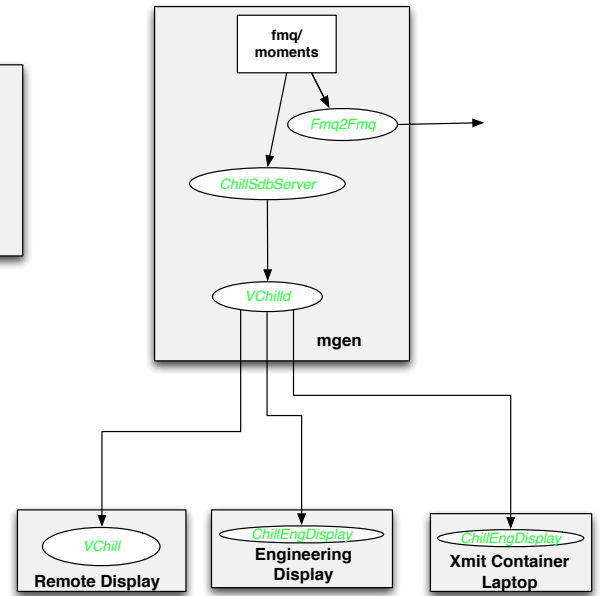 fmq/
moments
Fmq2Fmq
ChillSdbServer
VChilld
mgen
VChill
Remote Display
ChillEngDisplay
Engineering
Display
ChillEngDisplay
Xmit Container
Laptop